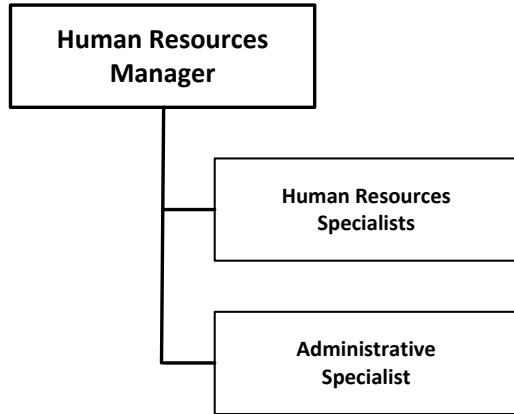 Human Resources
Manager
Human Resources
Specialists
Administrative
Specialist